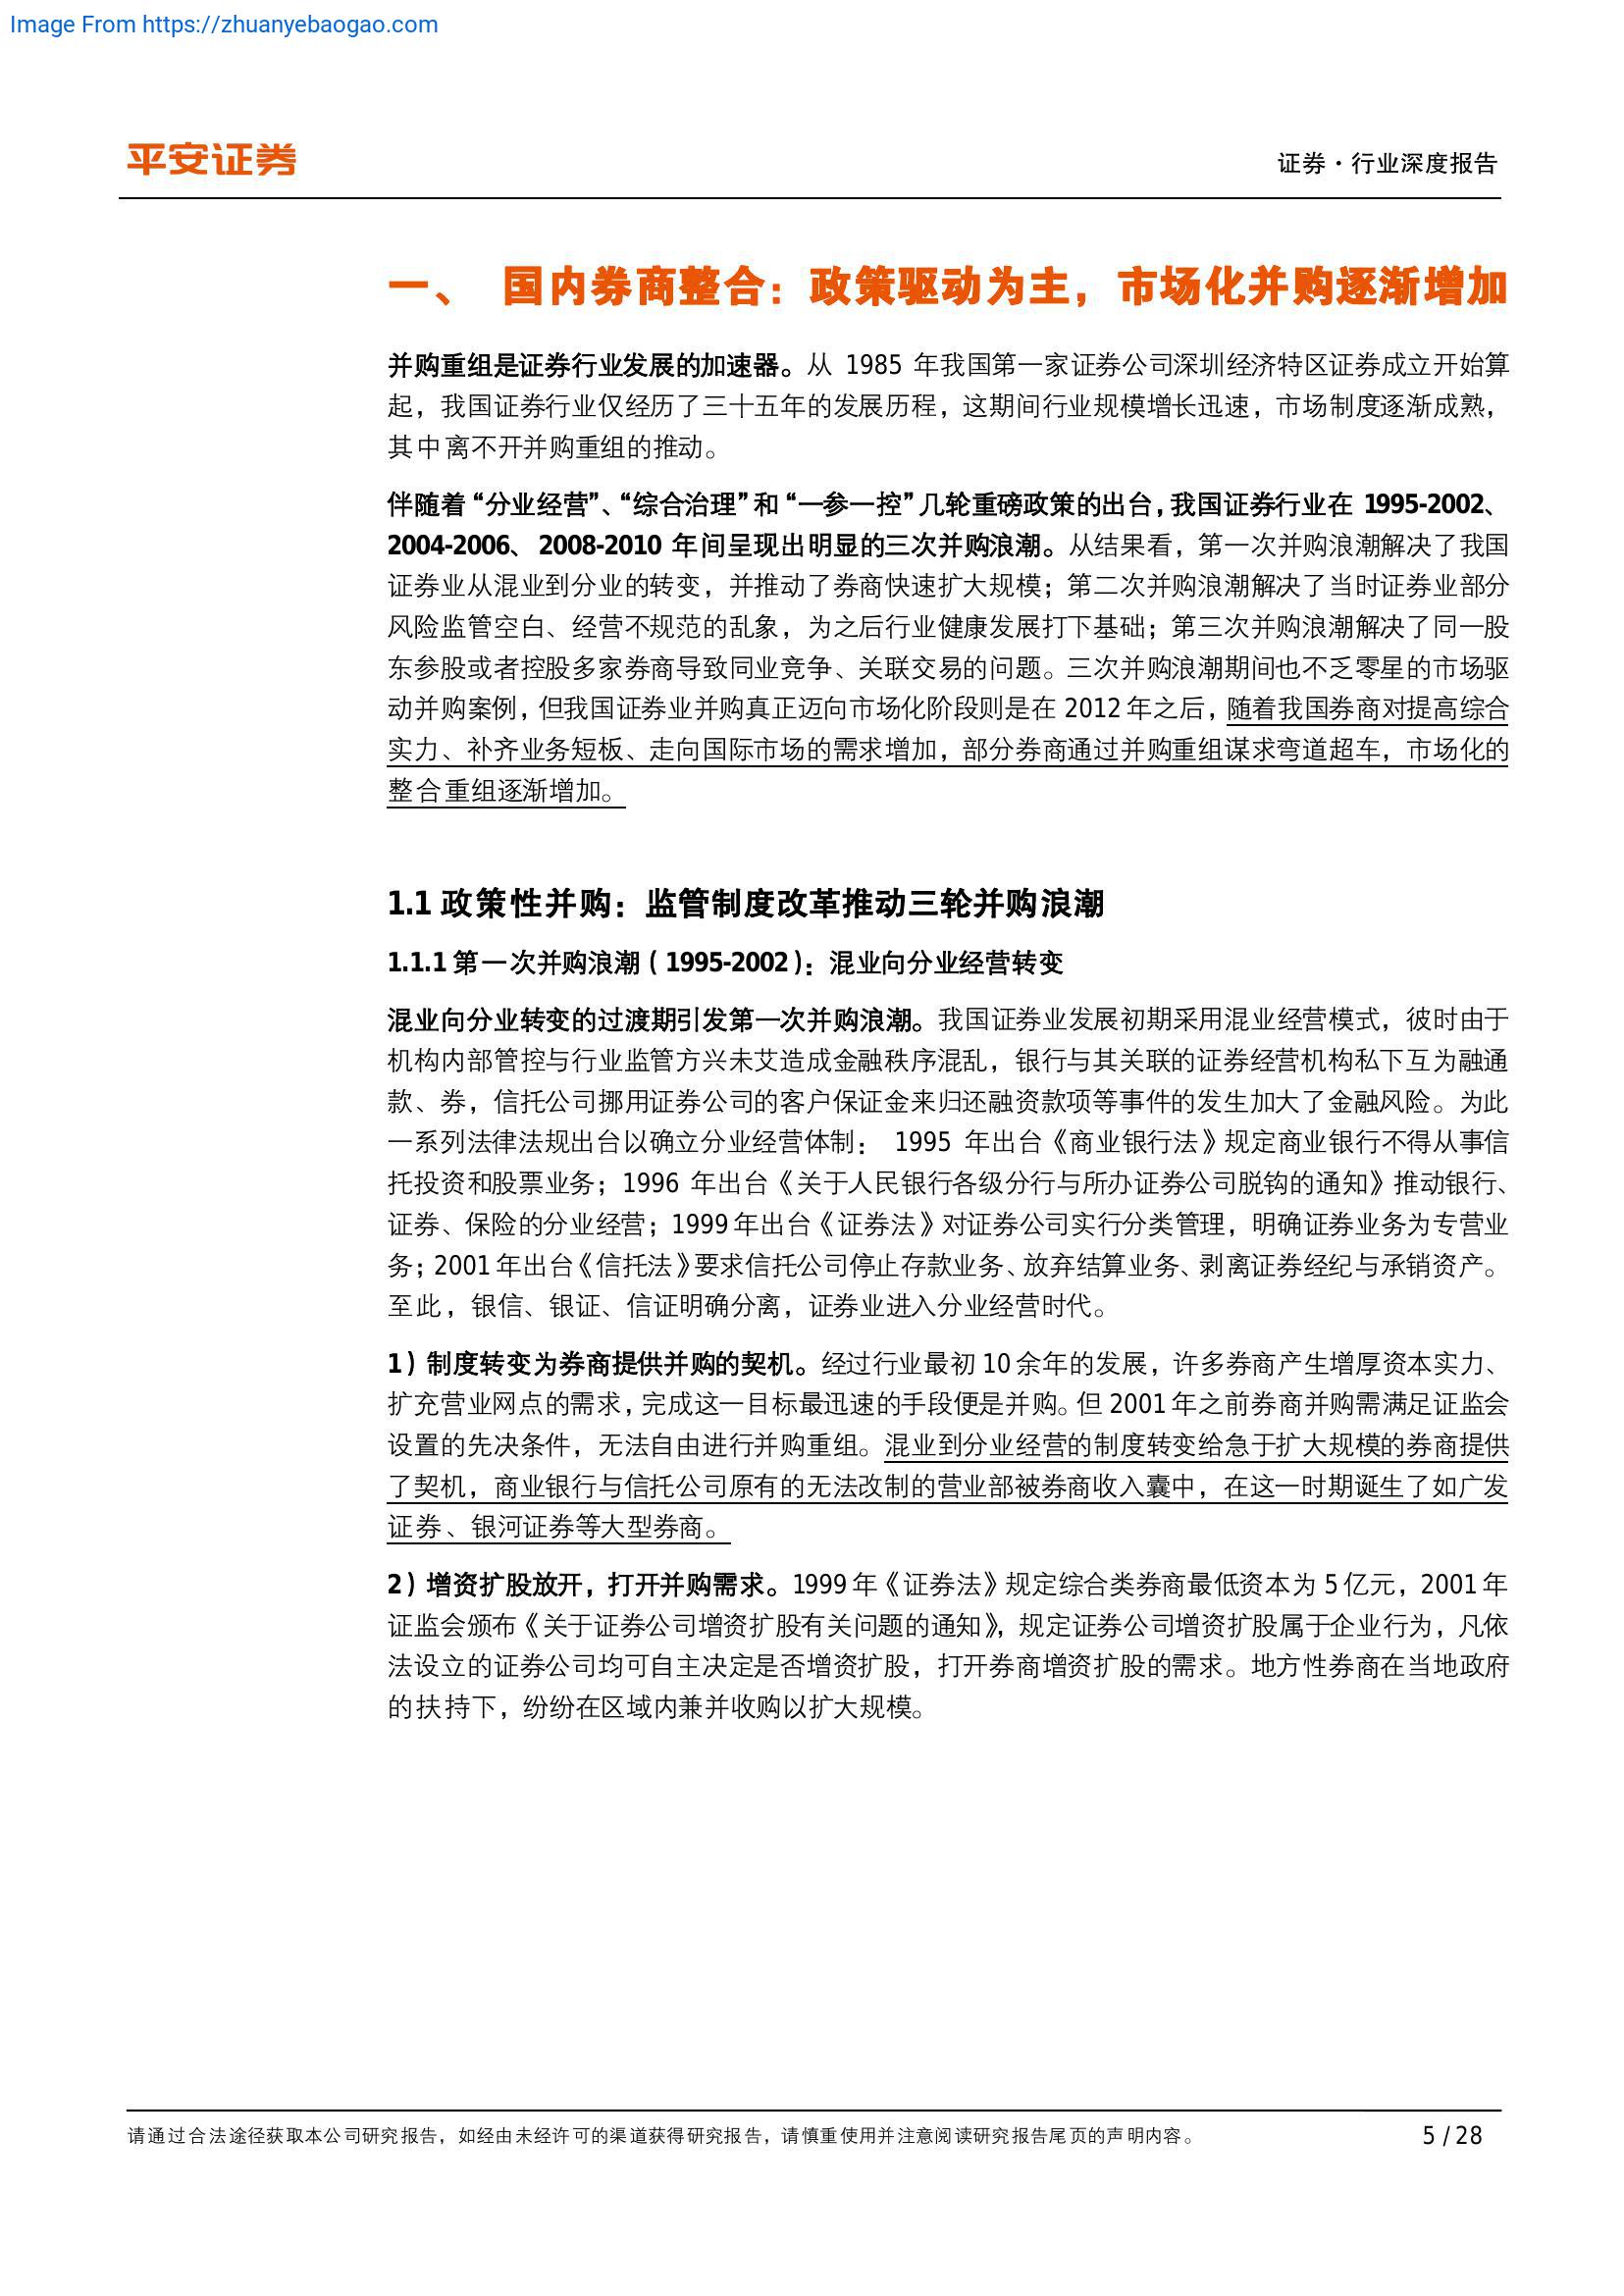 Image From https://zhuanyebaogao.com
平安证券
证券·行业深度报告
一、 国内券商整合：政策驱动为主，市场化并购逐渐增加
并购重组是证券行业发展的加速器。从 1985 年我国第一家证券公司深圳经济特区证券成立开始算
起，我国证券行业仅经历了三十五年的发展历程，这期间行业规模增长迅速，市场制度逐渐成熟，
其中离不开并购重组的推动。
伴随着“分业经营”、“综合治理”和“一参一控”几轮重磅政策的出台，我国证券行业在 1995-2002、
2004-2006、2008-2010 年间呈现出明显的三次并购浪潮。从结果看，第一次并购浪潮解决了我国
证券业从混业到分业的转变，并推动了券商快速扩大规模；第二次并购浪潮解决了当时证券业部分
风险监管空白、经营不规范的乱象，为之后行业健康发展打下基础；第三次并购浪潮解决了同一股
东参股或者控股多家券商导致同业竞争、关联交易的问题。三次并购浪潮期间也不乏零星的市场驱
动并购案例，但我国证券业并购真正迈向市场化阶段则是在 2012 年之后，随着我国券商对提高综合
实力、补齐业务短板、走向国际市场的需求增加，部分券商通过并购重组谋求弯道超车，市场化的
整合重组逐渐增加。
1.1 政策性并购：监管制度改革推动三轮并购浪潮
1.1.1 第一次并购浪潮（1995-2002）：混业向分业经营转变
混业向分业转变的过渡期引发第一次并购浪潮。我国证券业发展初期采用混业经营模式，彼时由于
机构内部管控与行业监管方兴未艾造成金融秩序混乱，银行与其关联的证券经营机构私下互为融通
款、券，信托公司挪用证券公司的客户保证金来归还融资款项等事件的发生加大了金融风险。为此
一系列法律法规出台以确立分业经营体制： 1995 年出台《商业银行法》规定商业银行不得从事信
托投资和股票业务；1996 年出台《关于人民银行各级分行与所办证券公司脱钩的通知》推动银行、
证券、保险的分业经营；1999 年出台《证券法》对证券公司实行分类管理，明确证券业务为专营业
务；2001 年出台《信托法》要求信托公司停止存款业务、放弃结算业务、剥离证券经纪与承销资产。
至此，银信、银证、信证明确分离，证券业进入分业经营时代。
1）制度转变为券商提供并购的契机。经过行业最初 10 余年的发展，许多券商产生增厚资本实力、
扩充营业网点的需求，完成这一目标最迅速的手段便是并购。但 2001 年之前券商并购需满足证监会
设置的先决条件，无法自由进行并购重组。混业到分业经营的制度转变给急于扩大规模的券商提供
了契机，商业银行与信托公司原有的无法改制的营业部被券商收入囊中，在这一时期诞生了如广发
证券、银河证券等大型券商。
2）增资扩股放开，打开并购需求。1999 年《证券法》规定综合类券商最低资本为 5 亿元，2001 年
证监会颁布《关于证券公司增资扩股有关问题的通知》，规定证券公司增资扩股属于企业行为，凡依
法设立的证券公司均可自主决定是否增资扩股，打开券商增资扩股的需求。地方性券商在当地政府
的扶持下，纷纷在区域内兼并收购以扩大规模。
请通过合法途径获取本公司研究报告，如经由未经许可的渠道获得研究报告，请慎重使用并注意阅读研究报告尾页的声明内容。
5 / 28